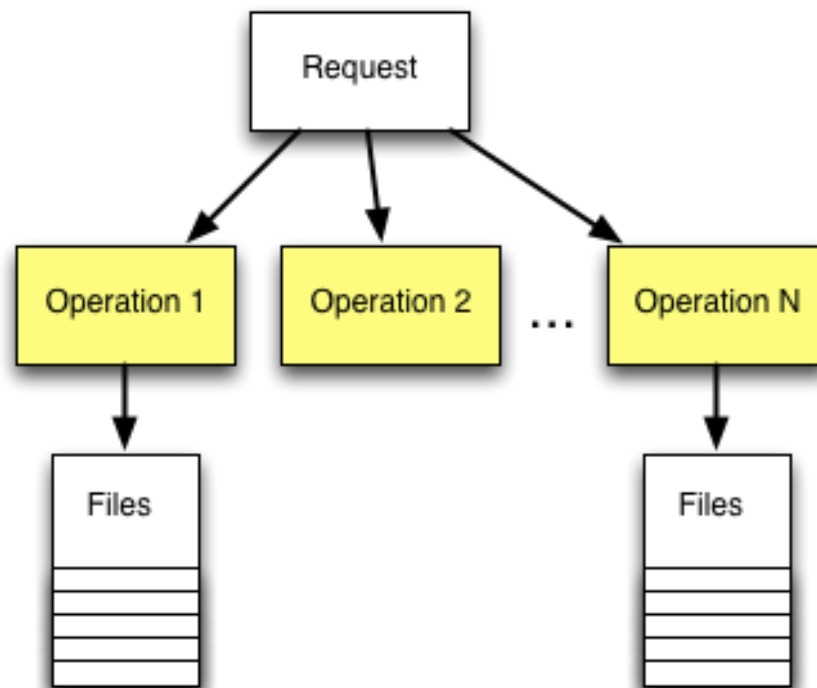 Request
Operation 1
Operation 2
...
Operation N
Files
Files